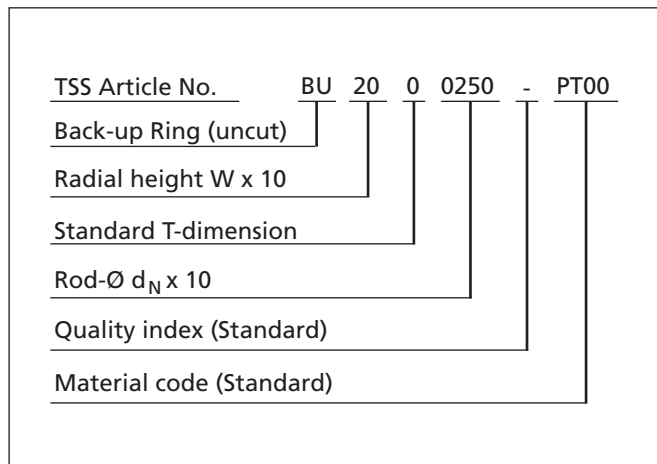 TSS Article No. BU 20 0 0250 - PT00
Back-up Ring (uncut)
Radial height W x 10
Standard T-dimension
Rod-Ø dN x 10
Quality index (Standard)
Material code (Standard)